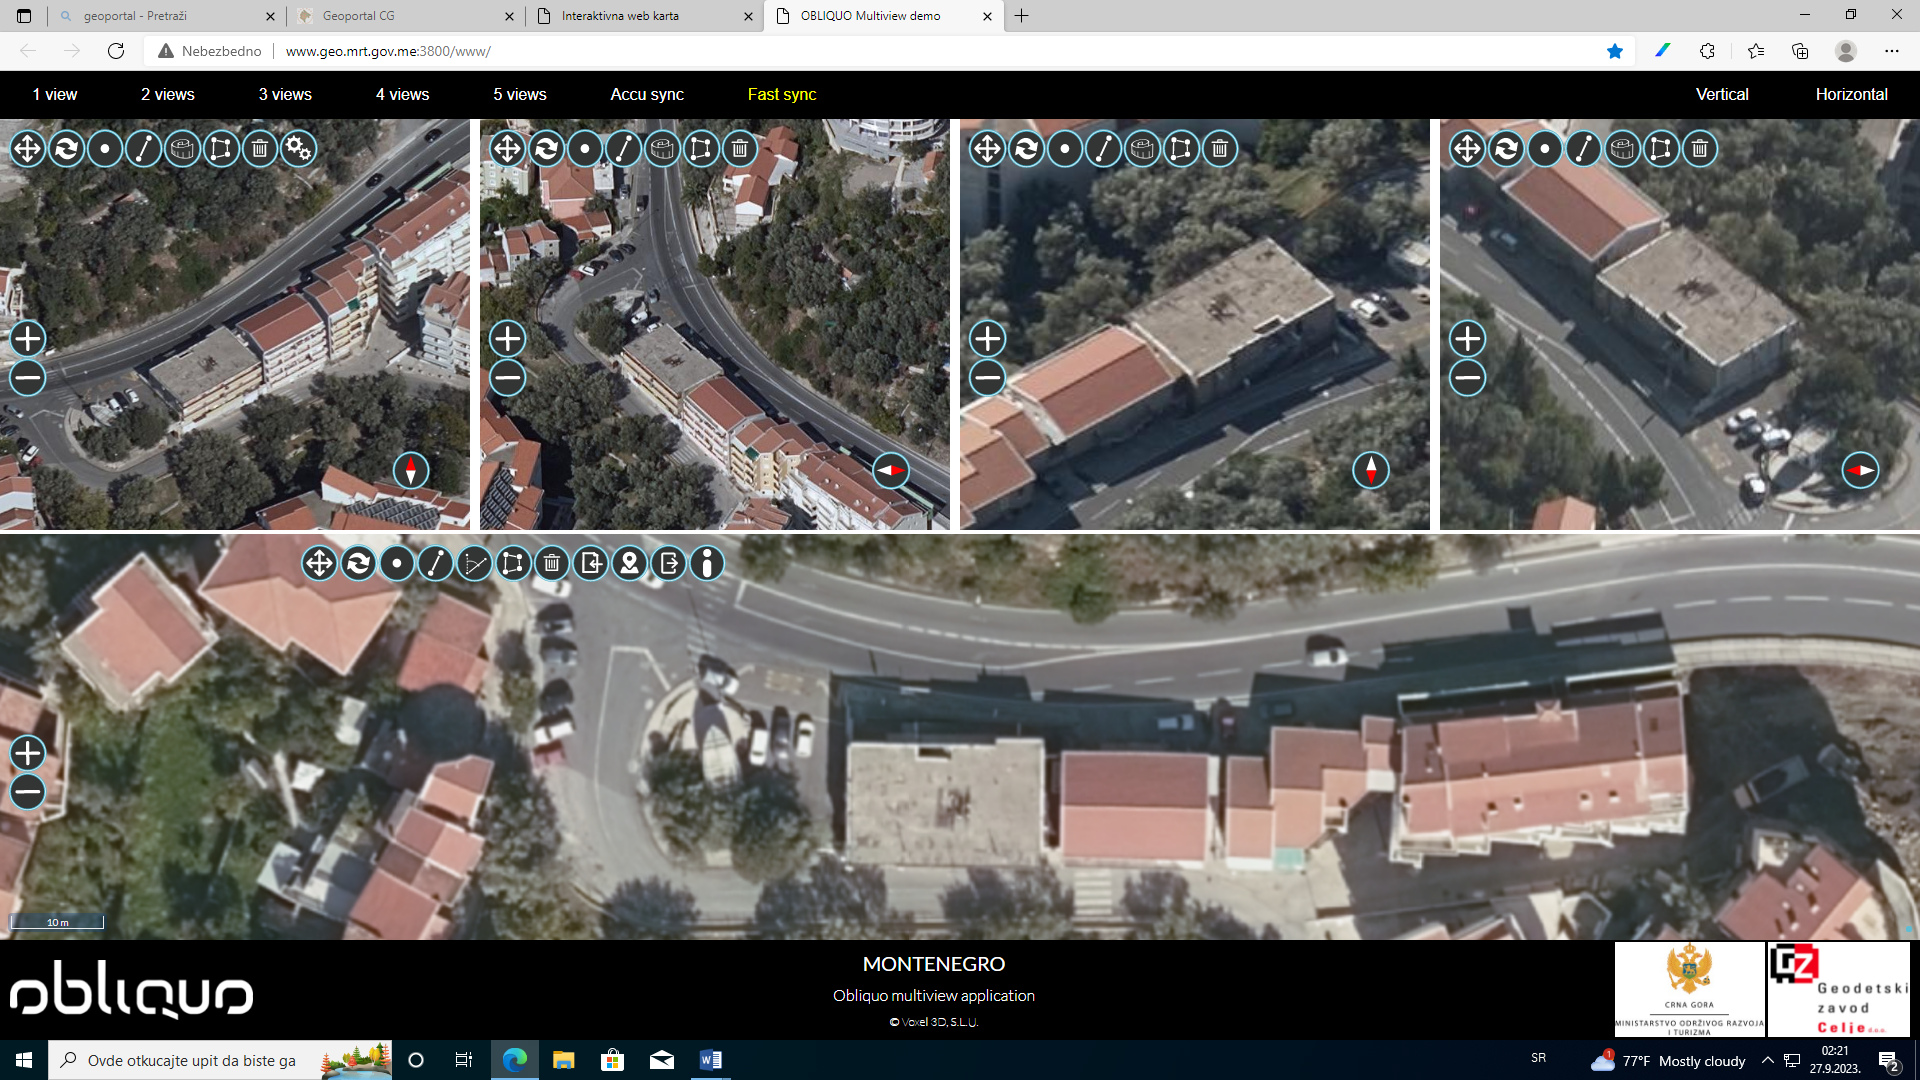 geoportal - Pretraži
Geoportal CG
Interaktivna web karta
OBLIQUO Multiview demo
Nebezbedno
www.geo.mrt.gov.me:3800/www/
1 view
2 views
3 views
4 views
5 views
Accu sync
Fast sync
Vertical
Horizontal
10 m
obliquo
MONTENEGRO
Obliquo multiview application
© Voxel 3D, S.L.U.
CRNA GORA
MINISTARSTVO ODRŽIVOG RAZVOJA
I TURIZMA
GZ
Geodetski
zavod
Celje d.o.o.
Ovde otkucajte upit da biste ga
SR
1
77°F Mostly cloudy
02:21
27.9.2023.
2